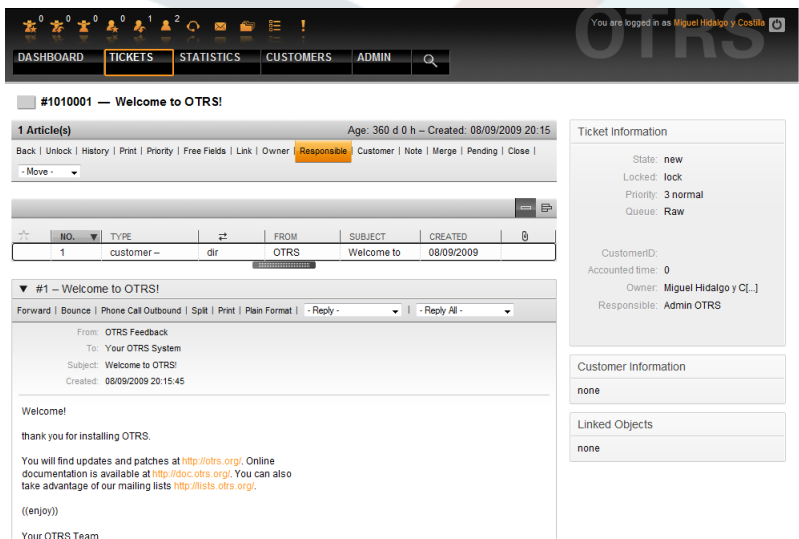 0 0 0 0 1 2 OTRS
You are logged in as Miguel Hidalgo y Costilla
DASHBOARD TICKETS STATISTICS CUSTOMERS ADMIN
#1010001 — Welcome to OTRS!
1 Article(s) Age: 360 d 0 h – Created: 08/09/2009 20:15
Back | Unlock | History | Print | Priority | Free Fields | Link | Owner | Responsible | Customer | Note | Merge | Pending | Close |
- Move -
NO. TYPE FROM SUBJECT CREATED
1 customer – dir OTRS Welcome to 08/09/2009
#1 – Welcome to OTRS!
Forward | Bounce | Phone Call Outbound | Split | Print | Plain Format | - Reply - | - Reply All -
From: OTRS Feedback
To: Your OTRS System
Subject: Welcome to OTRS!
Created: 08/09/2009 20:15:45
Welcome!
thank you for installing OTRS.
You will find updates and patches at http://otrs.org/. Online
documentation is available at http://doc.otrs.org/. You can also
take advantage of our mailing lists http://lists.otrs.org/.
((enjoy))
Your OTRS Team
Ticket Information
State: new
Locked: lock
Priority: 3 normal
Queue: Raw
CustomerID:
Accounted time: 0
Owner: Miguel Hidalgo y C[...]
Responsible: Admin OTRS
Customer Information
none
Linked Objects
none